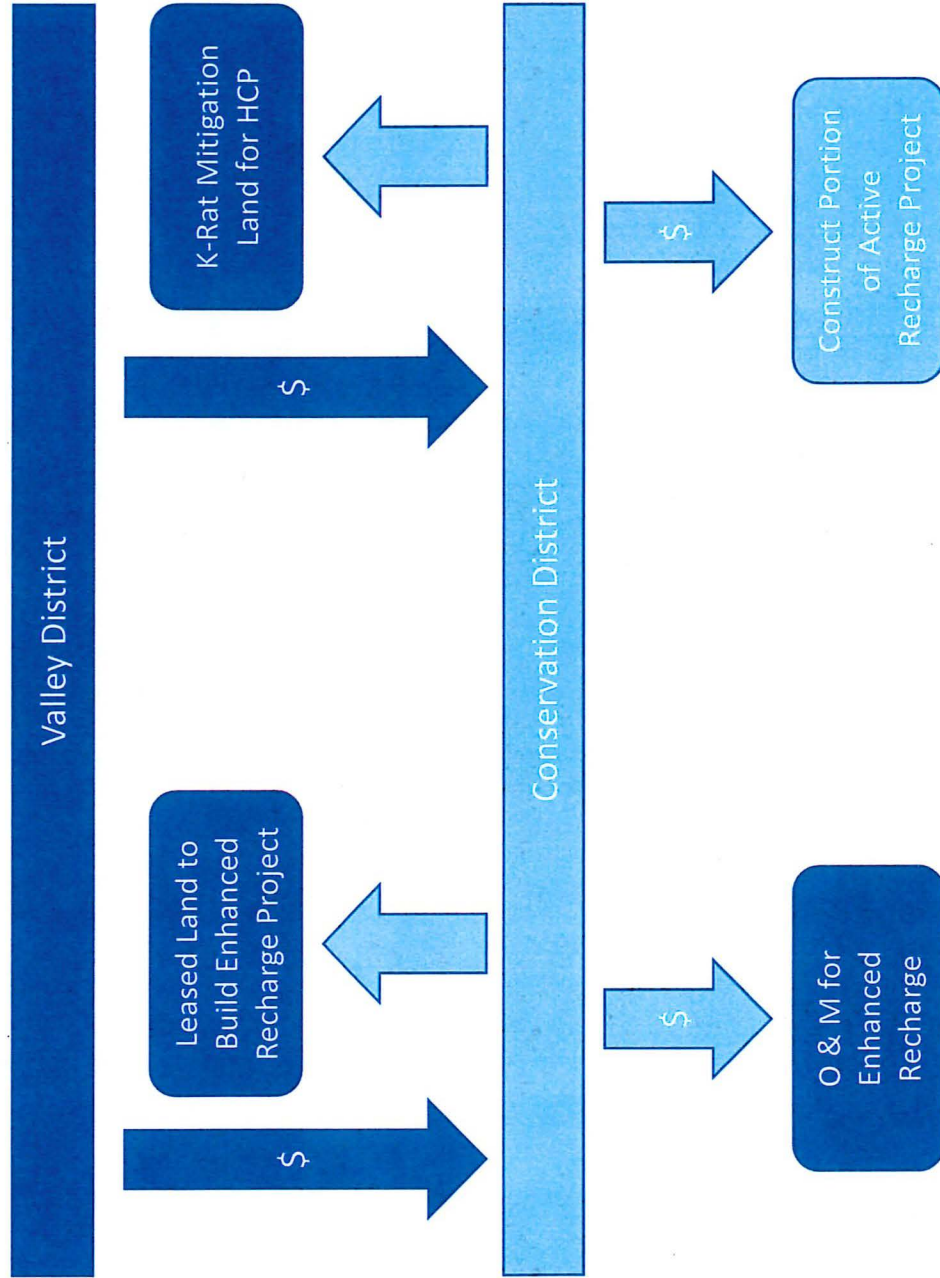 Valley District
$
Leased Land to
Build Enhanced
Recharge Project
$
K-Rat Mitigation
Land for HCP
Conservation District
$
O & M for
Enhanced
Recharge
$
Construct Portion
of Active
Recharge Project